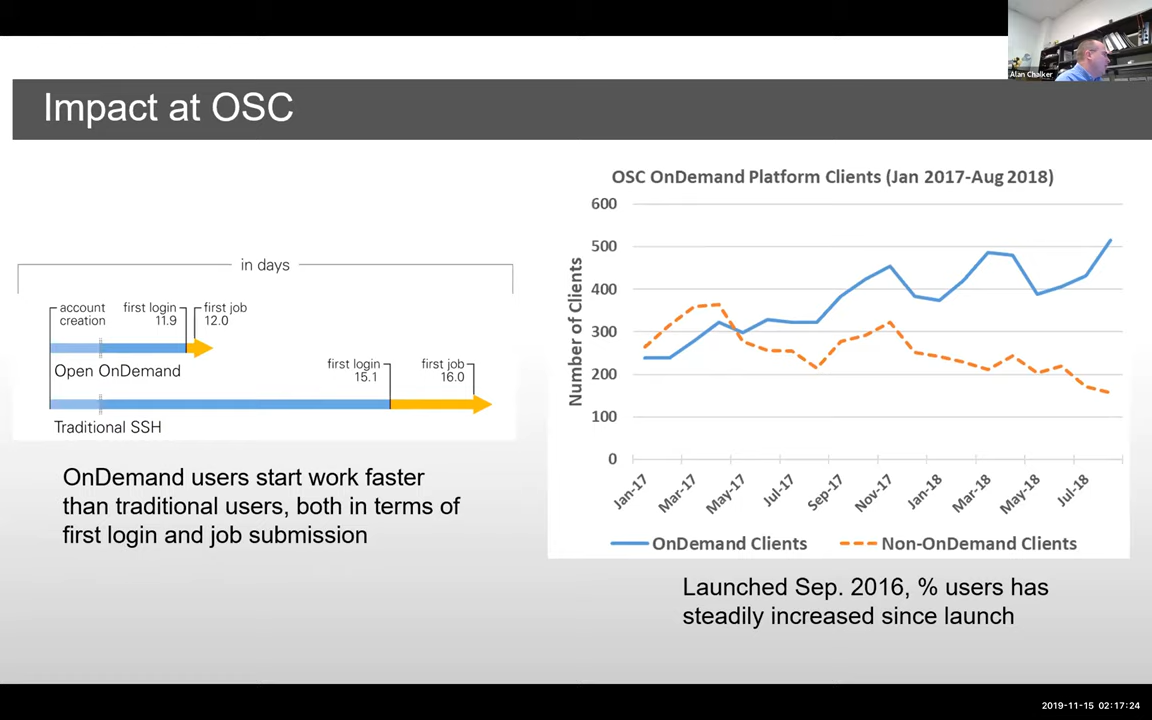 Alan Chalker
Impact at OSC
in days
account
creation
first login
11.9
first job
12.0
Open OnDemand
first login
15.1
first job
16.0
Traditional SSH
OnDemand users start work faster
than traditional users, both in terms of
first login and job submission
OSC OnDemand Platform Clients (Jan 2017-Aug 2018)
Number of Clients
600
500
400
300
200
100
0
Jan-17
Mar-17
May-17
Jul-17
Sep-17
Nov-17
Jan-18
Mar-18
May-18
Jul-18
OnDemand Clients
Non-OnDemand Clients
Launched Sep. 2016, % users has
steadily increased since launch
2019-11-15 02:17:24